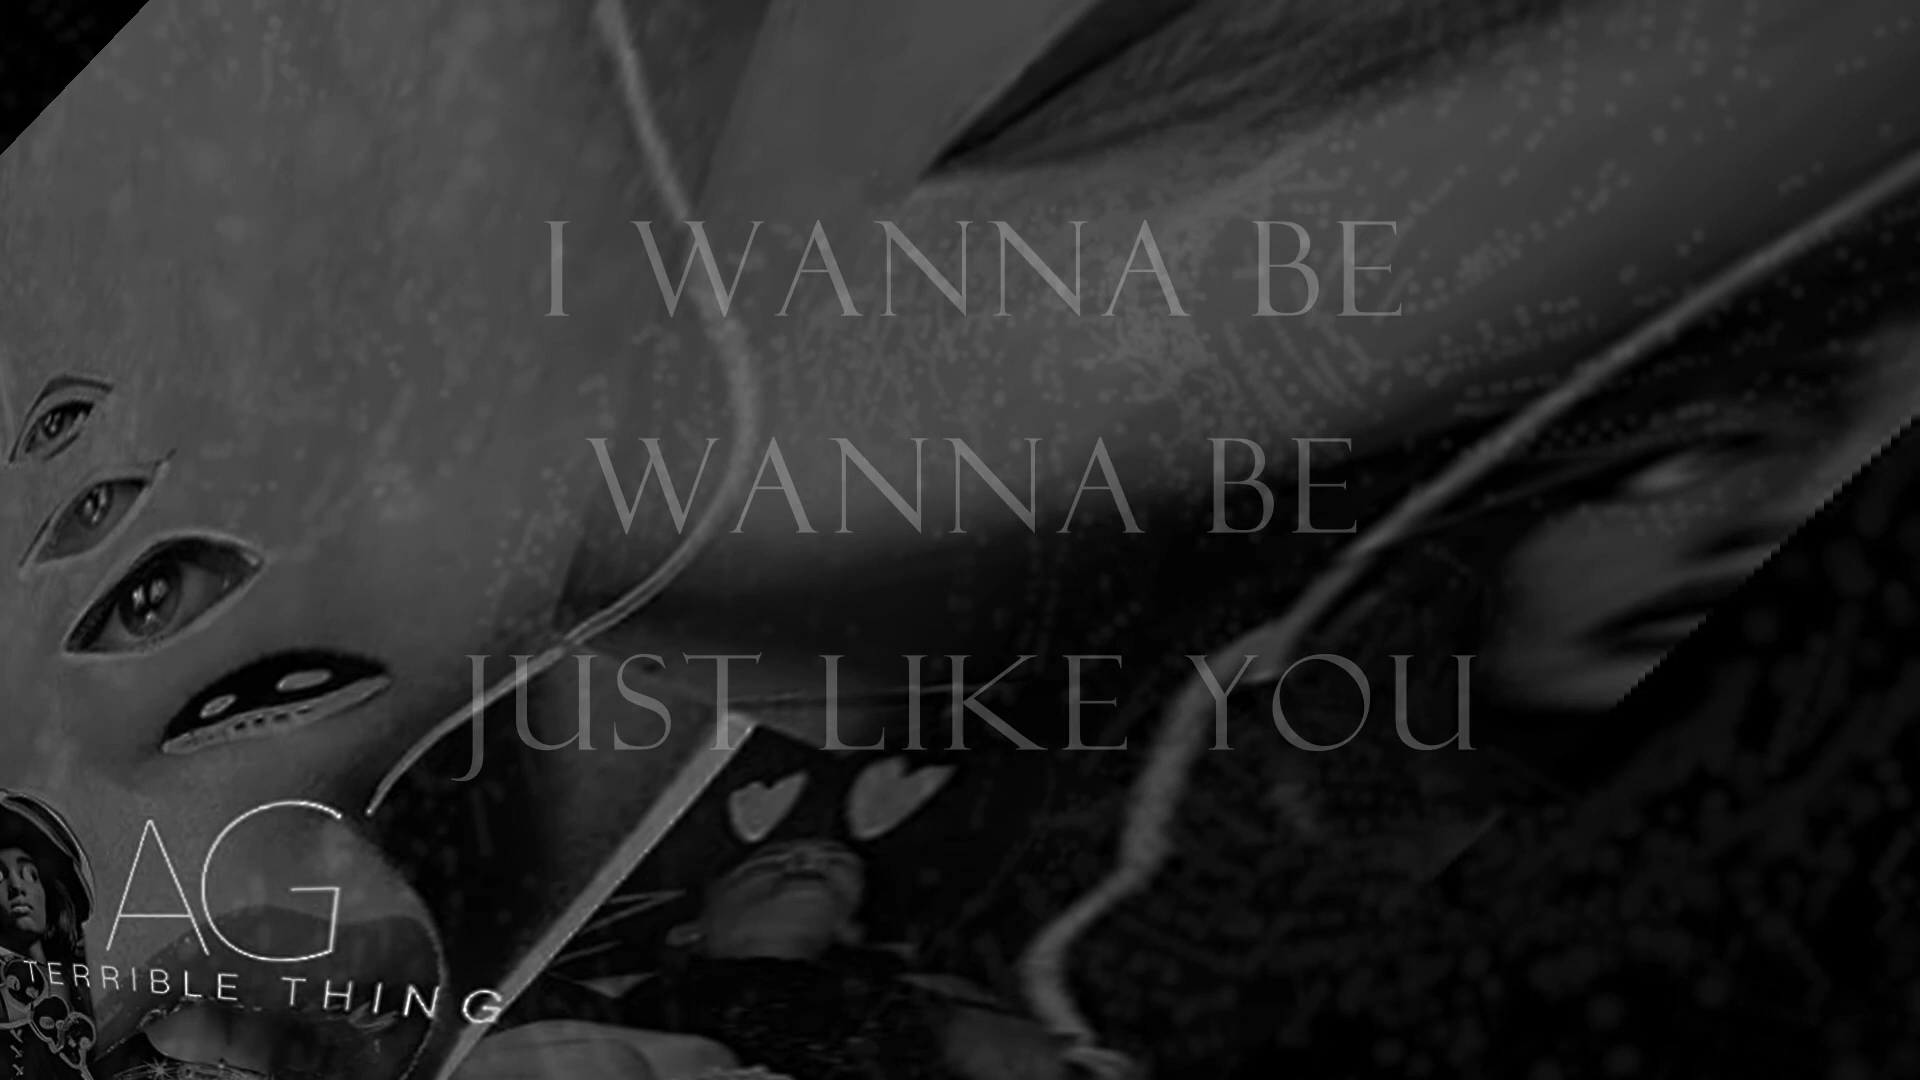 I WANNA BE
WANNA BE
JUST LIKE YOU
AG
TERRIBLE THING